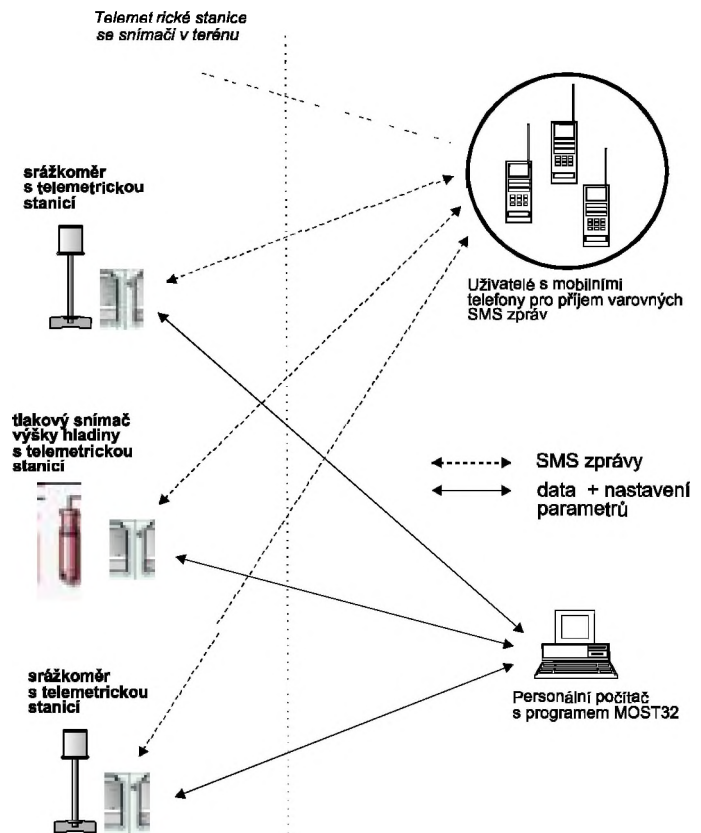 Telemet rické stanice
se snímači v terénu
srážkoměr
s telemetrickou
stanicí
Uživatelé s mobilními
telefony pro příjem varovných
SMS zpráv
tlakový snímač
výšky hladiny
s telemetrickou
stanicí
SMS zprávy
data + nastavení
parametrů
srážkoměr
s telemetrickou
stanicí
Personální počítač
s programem MOST32